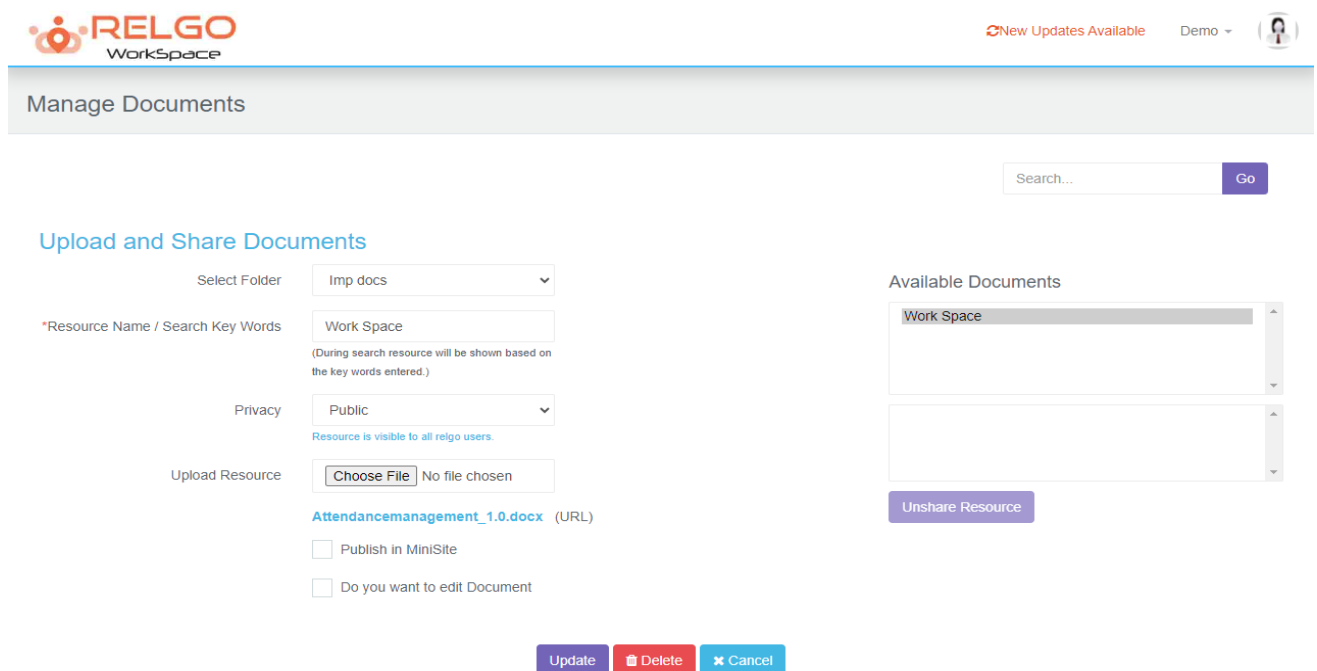 RELGO
WorkSpace
New Updates Available
Demo
Manage Documents
Search...
Go
Upload and Share Documents
Select Folder
Imp docs
Available Documents
*Resource Name / Search Key Words
Work Space
Work Space
(During search resource will be shown based on
the key words entered.)
Privacy
Public
Resource is visible to all relgo users.
Upload Resource
Choose File No file chosen
Unshare Resource
Attendancemanagement_1.0.docx (URL)
Publish in MiniSite
Do you want to edit Document
Update
Delete
Cancel